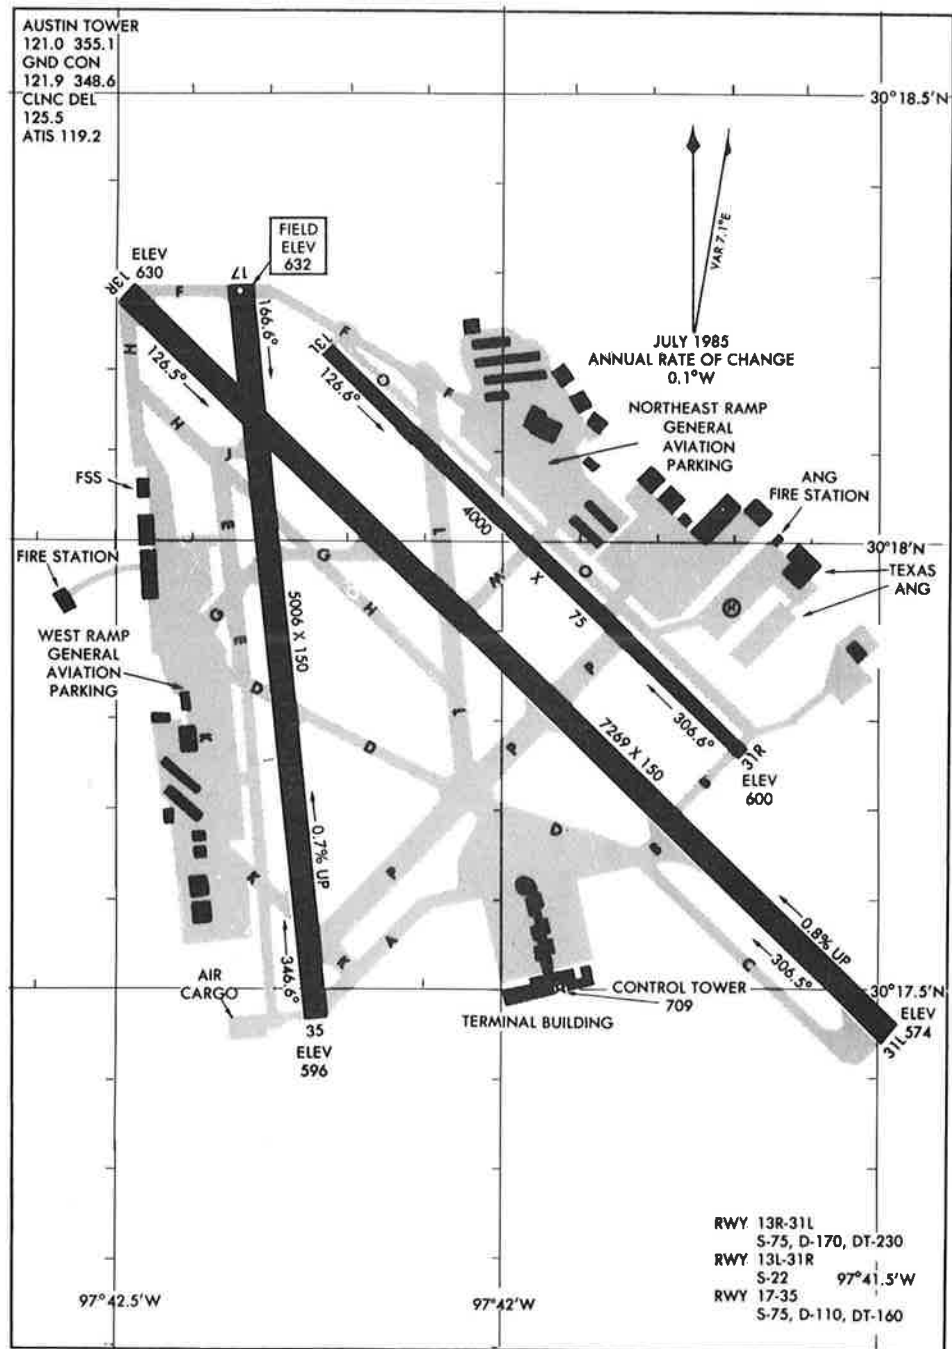 AUSTIN TOWER
121.0 355.1
GND CON
121.9 348.6
CLNC DEL
125.5
ATIS 119.2
30°18.5'N
VAR 7.1°E
JULY 1985
ANNUAL RATE OF CHANGE
0.1°W
FIELD
ELEV
632
ELEV
630
13R
F
17
166.6°
F
13L
126.6°
O
F
H
126.5°
H
J
NORTHEAST RAMP
GENERAL
AVIATION
PARKING
ANG
FIRE STATION
FSS
E
4000
X
75
L
30°18'N
FIRE STATION
G
H
W
O
H
TEXAS
ANG
G
E
5006 X 150
WEST RAMP
GENERAL
AVIATION
PARKING
D
L
P
306.6°
K
D
P
7269 X 150
31R
ELEV
600
S
0.7% UP
D
S
K
P
346.6°
A
R
0.8% UP
306.5°
C
AIR
CARGO
CONTROL TOWER
709
30°17.5'N
TERMINAL BUILDING
35
ELEV
596
ELEV
574
31L
RWY 13R-31L
S-75, D-170, DT-230
RWY 13L-31R
S-22
97°41.5'W
RWY 17-35
S-75, D-110, DT-160
97°42.5'W
97°42'W